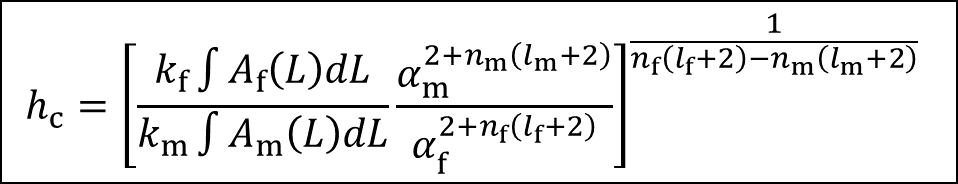 h_c = [ (k_f ∫ A_f(L)dL / k_m ∫ A_m(L)dL) (α_m^{2+n_m(l_m+2)} / α_f^{2+n_f(l_f+2)}) ]^{1 / (n_f(l_f+2)−n_m(l_m+2))}